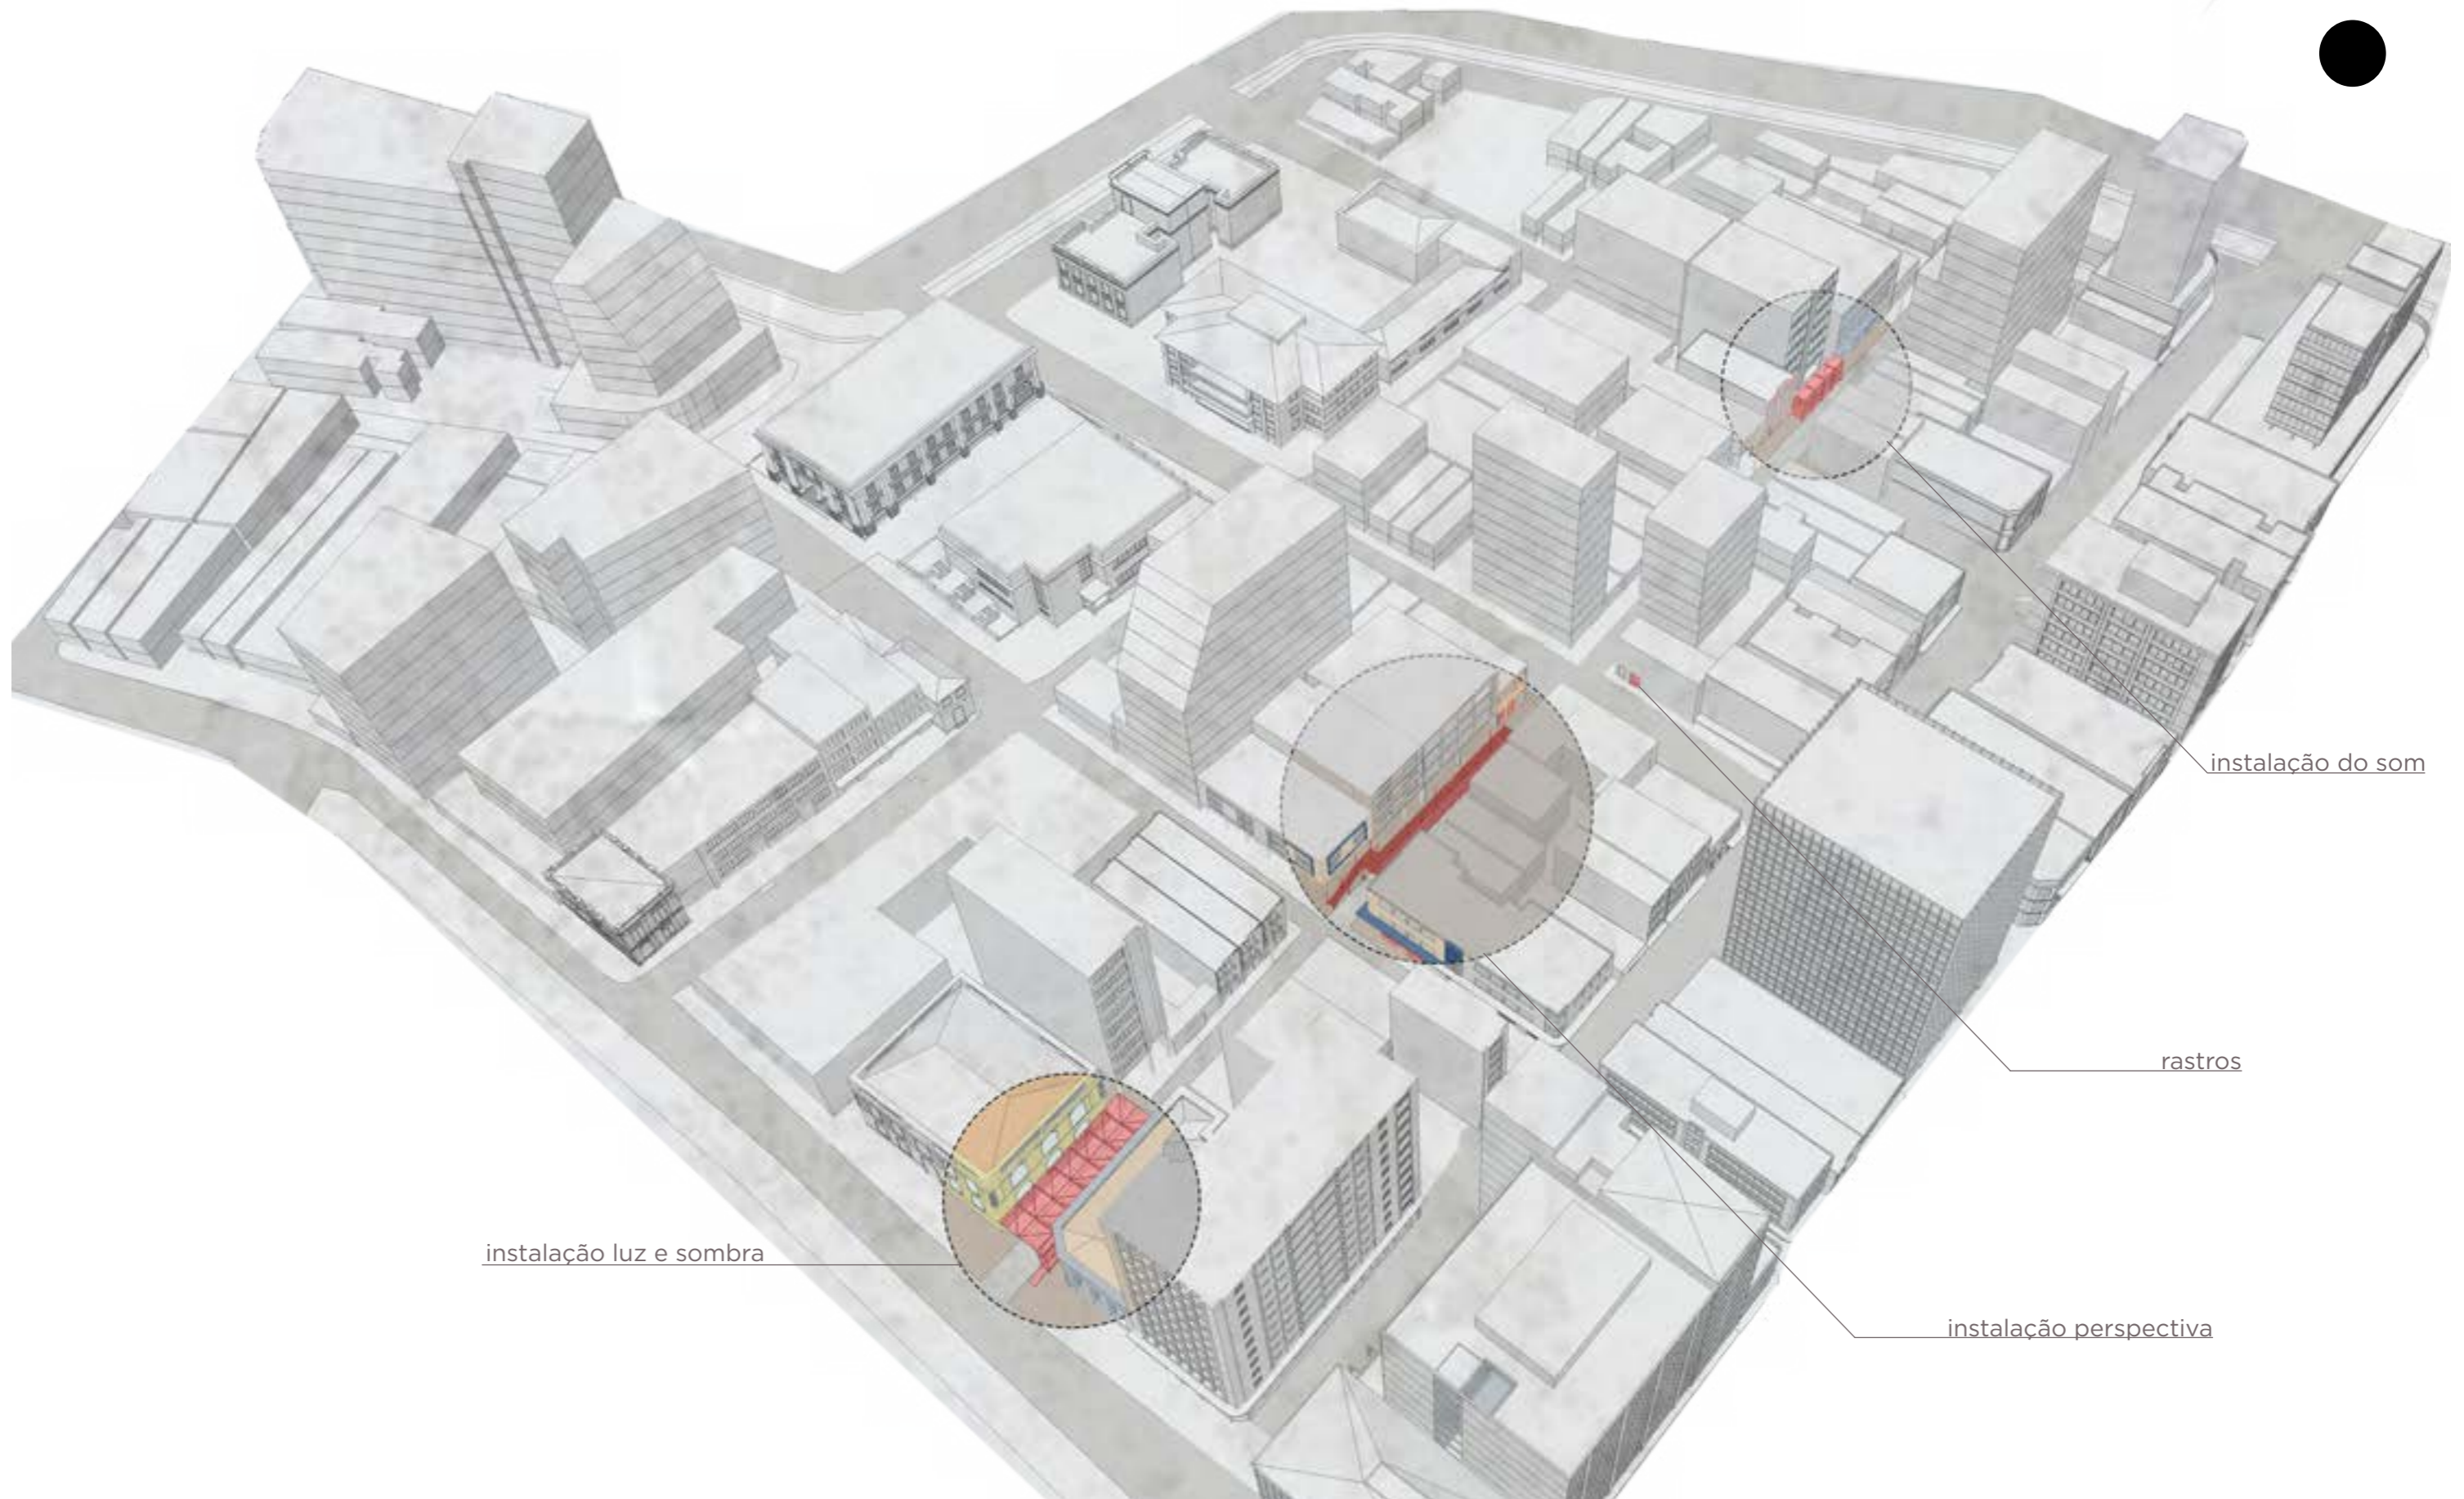 instalação do som
rastros
instalação luz e sombra
instalação perspectiva